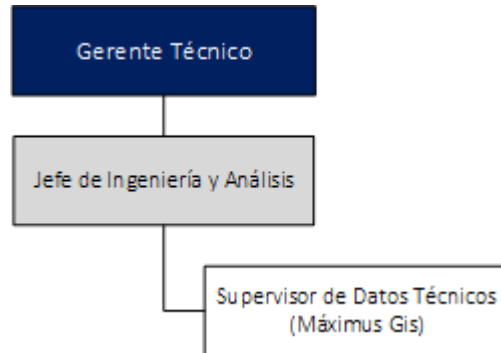 Gerente Técnico
Jefe de Ingeniería y Análisis
Supervisor de Datos Técnicos
(Máximus Gis)